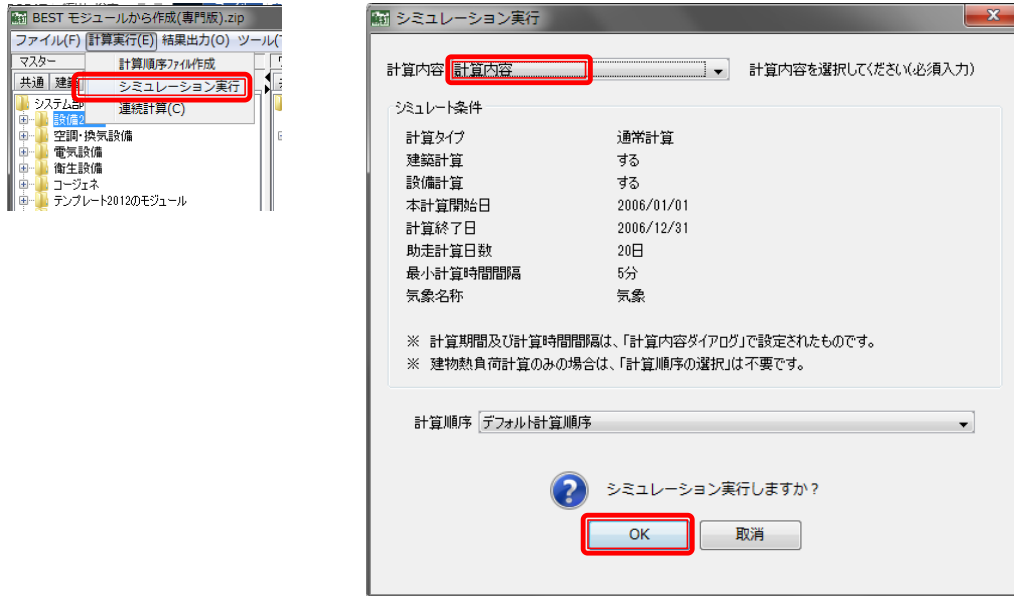 BEST モジュールから作成(専門版).zip
ファイル(F) 計算実行(E) 結果出力(O) ツール(
マスター
計算順序ファイル作成
共通 建
シミュレーション実行
連続計算(C)
システム部
設備2
空調・換気設備
電気設備
衛生設備
コージェネ
テンプレート2012のモジュール
シミュレーション実行
計算内容 計算内容 計算内容を選択してください(必須入力)
シミュレート条件
計算タイプ 通常計算
建築計算 する
設備計算 する
本計算開始日 2006/01/01
計算終了日 2006/12/31
助走計算日数 20日
最小計算時間間隔 5分
気象名称 気象
※ 計算期間及び計算時間間隔は、「計算内容ダイアログ」で設定されたものです。
※ 建物熱負荷計算のみの場合は、「計算順序の選択」は不要です。
計算順序 デフォルト計算順序
シミュレーション実行しますか？
OK 取消